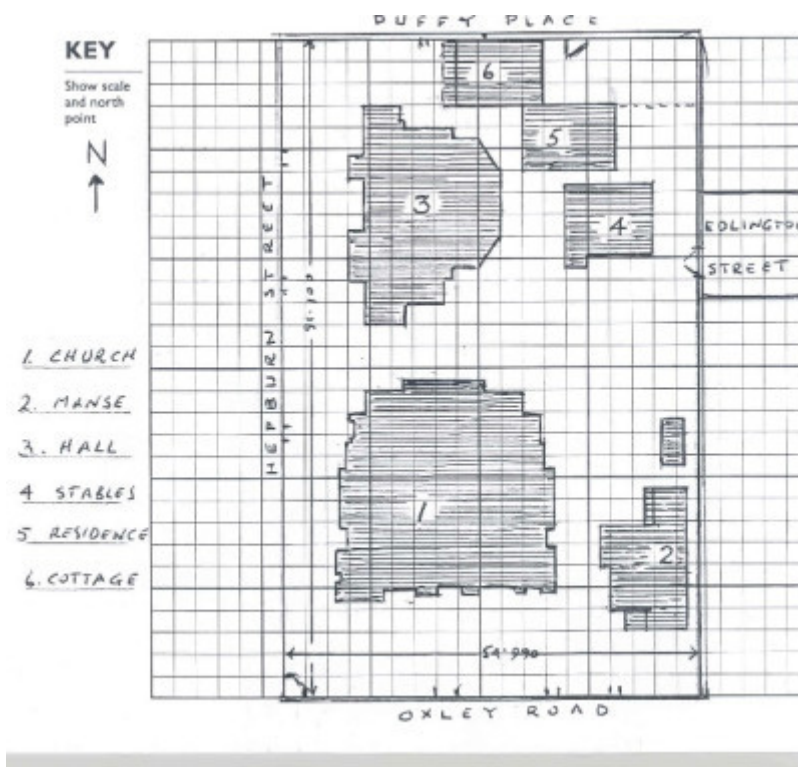 DUFFY PLACE
KEY
Show scale
and north
point
N
HEPBURN STREET
6
5
3
4
EDLINGTO
STREET
1. CHURCH
2. MANSE
3. HALL
4 STABLES
5 RESIDENCE
6. COTTAGE
1
2
54.990
OXLEY ROAD